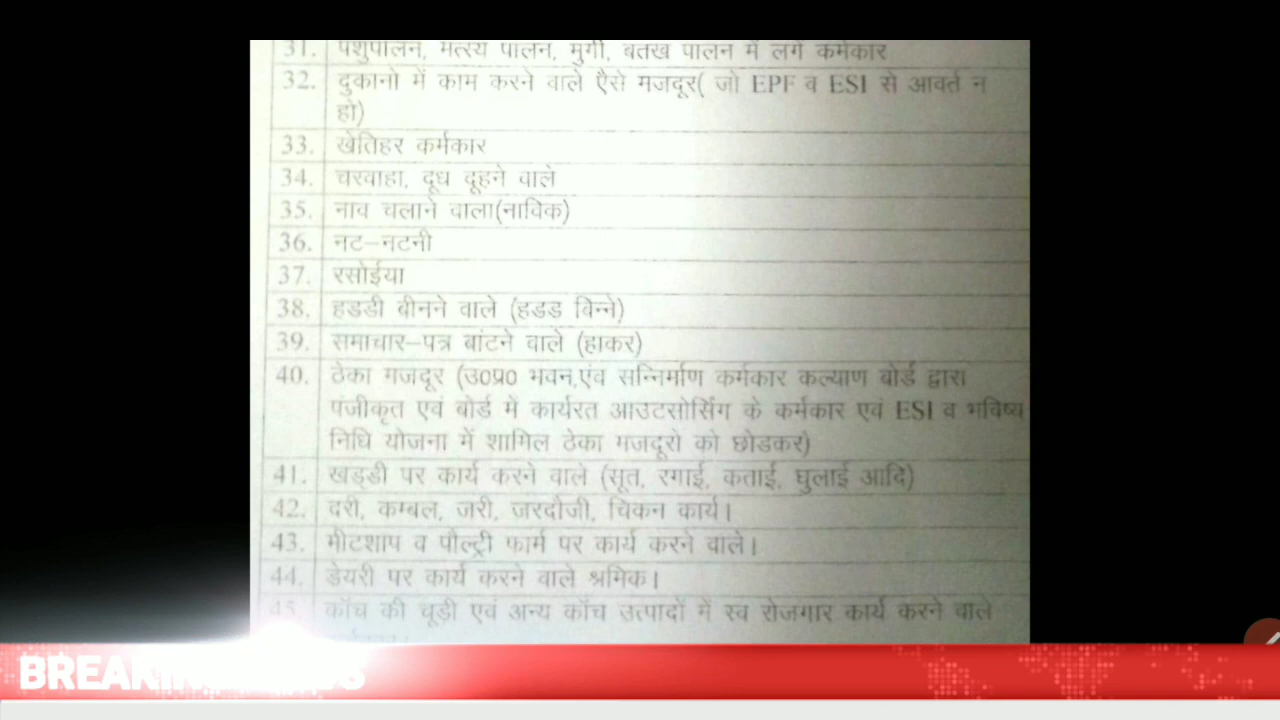 31. पशुपालन, मत्स्य पालन, मुर्गी, बतख पालन में लगे कर्मकार
32. दुकानो में काम करने वाले ऐसे मजदूर( जो EPF व ESI से आवर्त न
हो)
33. खेतिहर कर्मकार
34. चरवाहा, दूध दूहने वाले
35. नाव चलाने वाला(नाविक)
36. नट–नटनी
37. रसोईया
38. हडडी बीनने वाले (हडड बिन्ने)
39. समाचार–पत्र बांटने वाले (हाकर)
40. ठेका मजदूर (उ0प्र0 भवन,एंव सन्निर्माण कर्मकार कल्याण बोर्ड द्वारा
पंजीकृत एवं बोर्ड में कार्यरत आउटसोर्सिंग के कर्मकार एवं ESI व भविष्य
निधि योजना में शामिल ठेका मजदूरो को छोडकर)
41. खड्डी पर कार्य करने वाले (सूत, रगाई, कताई, घुलाई आदि)
42. दरी, कम्बल, जरी, जरदौजी, चिकन कार्य।
43. मीटशाप व पौल्ट्री फार्म पर कार्य करने वाले।
44. डेयरी पर कार्य करने वाले श्रमिक।
45. कॉच की चूड़ी एवं अन्य कॉच उत्पादों में स्व रोजगार कार्य करने वाले